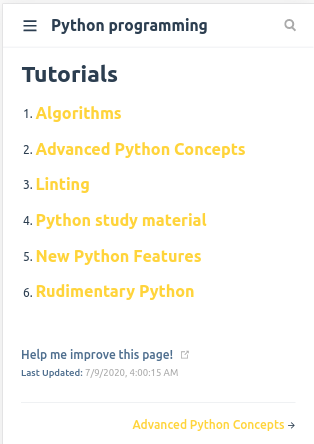 Python programming
Tutorials
1. Algorithms
2. Advanced Python Concepts
3. Linting
4. Python study material
5. New Python Features
6. Rudimentary Python
Help me improve this page!
Last Updated: 7/9/2020, 4:00:15 AM
Advanced Python Concepts →